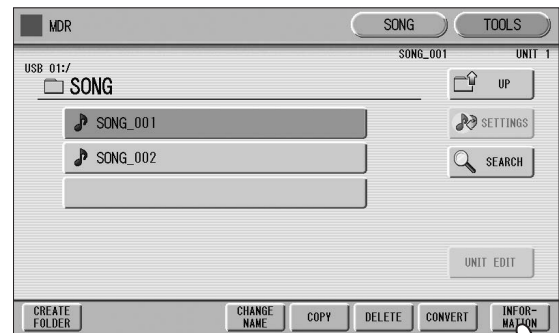 MDR
SONG
TOOLS
SONG_001 UNIT 1
USB 01:/
SONG
UP
SONG_001
SETTINGS
SONG_002
SEARCH
UNIT EDIT
CREATE
FOLDER
CHANGE
NAME
COPY
DELETE
CONVERT
INFOR-
MATION